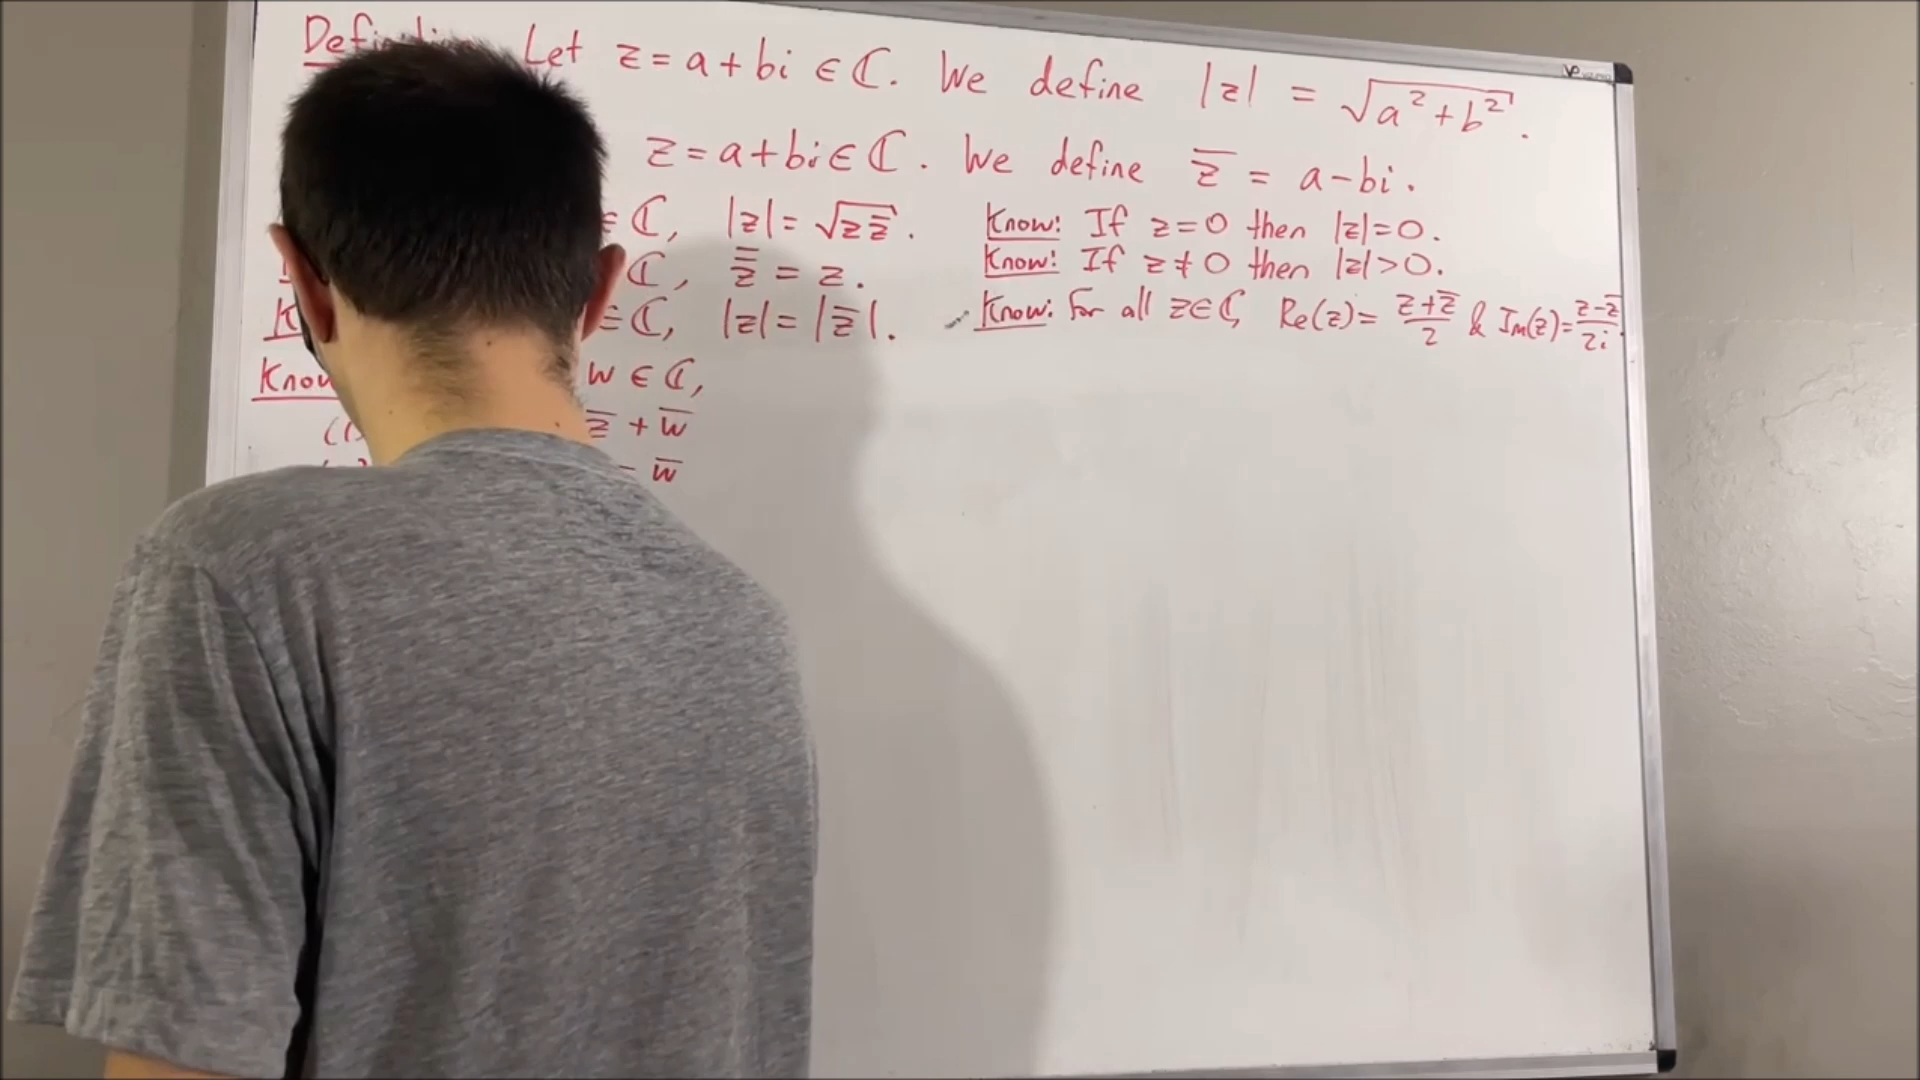 Definition Let z = a + bi ∈ ℂ. We define |z| = √(a² + b²).
z = a + bi ∈ ℂ. We define z̅ = a - bi.
∈ ℂ, |z| = √(z z̅). Know: If z = 0 then |z| = 0.
ℂ, z̿ = z. Know: If z ≠ 0 then |z| > 0.
∈ ℂ, |z| = |z̅|. Know: For all z ∈ ℂ, Re(z) = (z + z̅)/2 & Im(z) = (z - z̅)/2i.
Know w ∈ ℂ,
(1) z̅ + w̅
- w̅